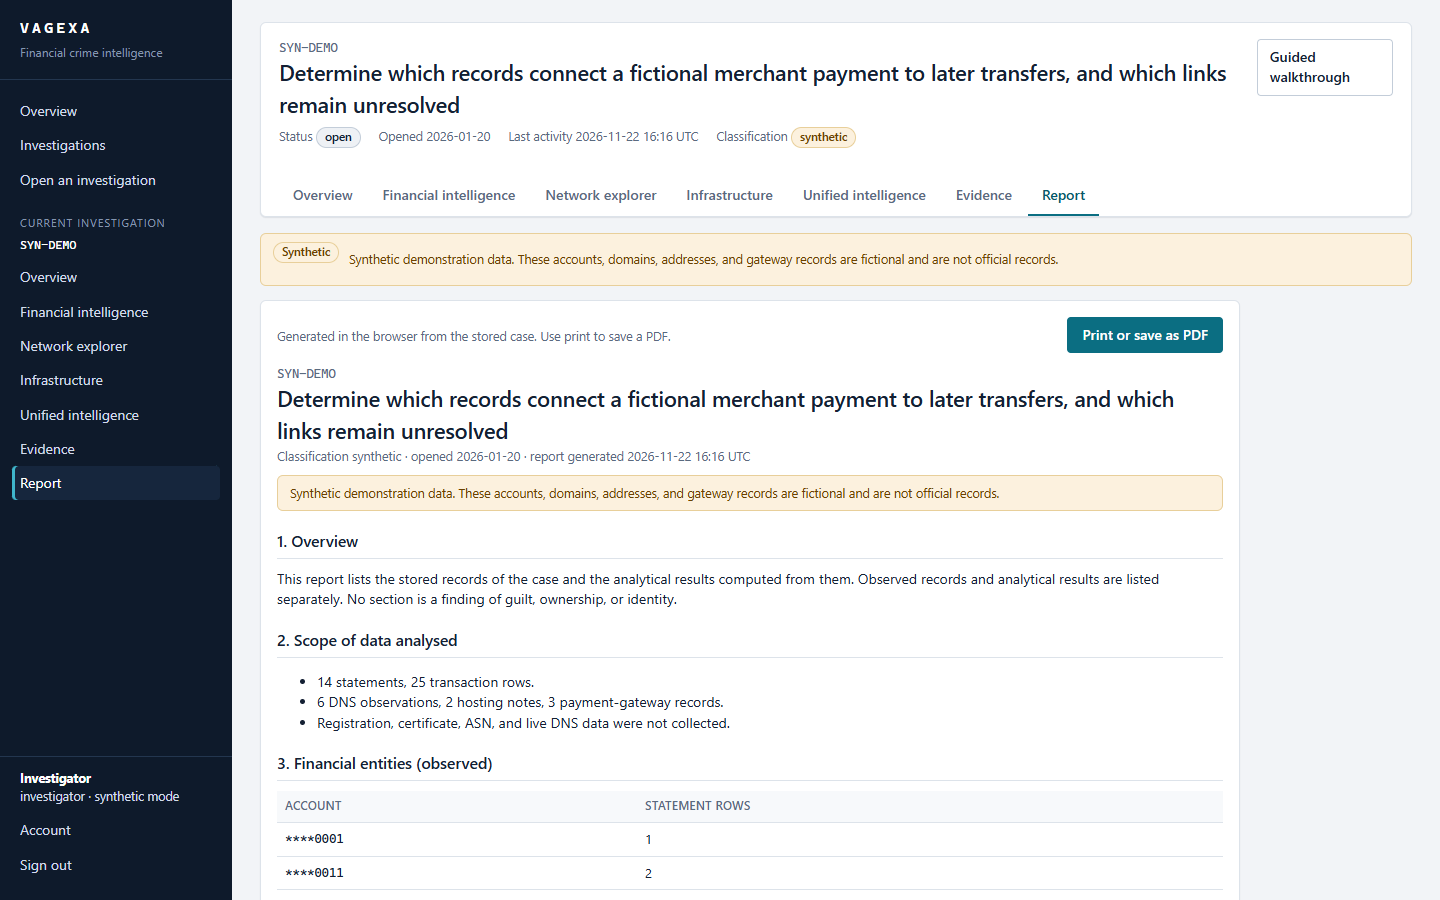 VAGEXA
Financial crime intelligence
Overview
Investigations
Open an investigation
CURRENT INVESTIGATION
SYN-DEMO
Overview
Financial intelligence
Network explorer
Infrastructure
Unified intelligence
Evidence
Report
Investigator
investigator · synthetic mode
Account
Sign out
SYN-DEMO
Determine which records connect a fictional merchant payment to later transfers, and which links
remain unresolved
Guided
walkthrough
Status open Opened 2026-01-20 Last activity 2026-11-22 16:16 UTC Classification synthetic
Overview Financial intelligence Network explorer Infrastructure Unified intelligence Evidence Report
Synthetic Synthetic demonstration data. These accounts, domains, addresses, and gateway records are fictional and are not official records.
Generated in the browser from the stored case. Use print to save a PDF.
Print or save as PDF
SYN-DEMO
Determine which records connect a fictional merchant payment to later transfers, and which
links remain unresolved
Classification synthetic · opened 2026-01-20 · report generated 2026-11-22 16:16 UTC
Synthetic demonstration data. These accounts, domains, addresses, and gateway records are fictional and are not official records.
1. Overview
This report lists the stored records of the case and the analytical results computed from them. Observed records and analytical results are listed
separately. No section is a finding of guilt, ownership, or identity.
2. Scope of data analysed
• 14 statements, 25 transaction rows.
• 6 DNS observations, 2 hosting notes, 3 payment-gateway records.
• Registration, certificate, ASN, and live DNS data were not collected.
3. Financial entities (observed)
ACCOUNT STATEMENT ROWS
****0001 1
****0011 2